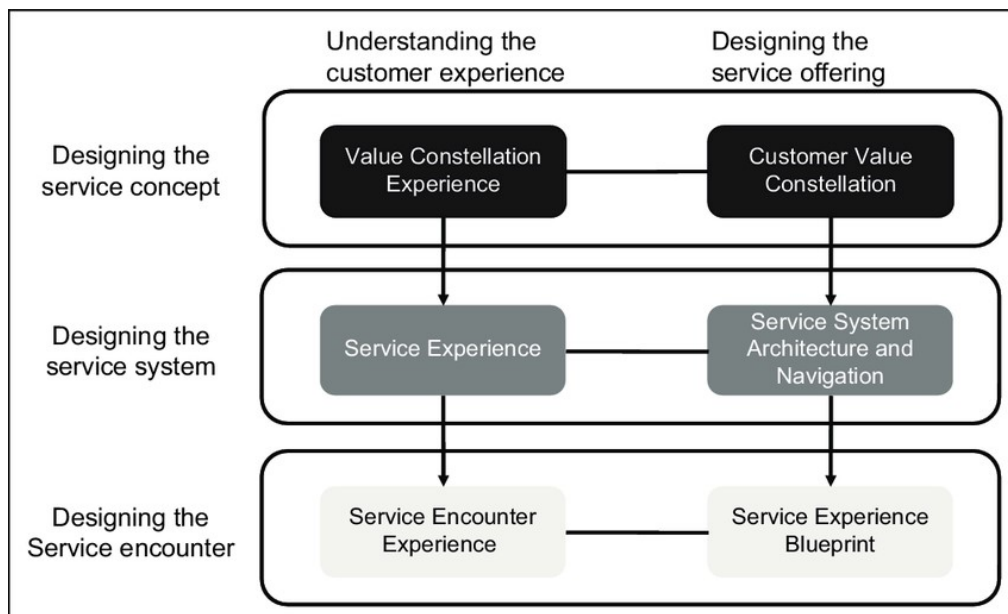 Understanding the
customer experience
Designing the
service offering
Designing the
service concept
Value Constellation
Experience
Customer Value
Constellation
Designing the
service system
Service Experience
Service System
Architecture and
Navigation
Designing the
Service encounter
Service Encounter
Experience
Service Experience
Blueprint